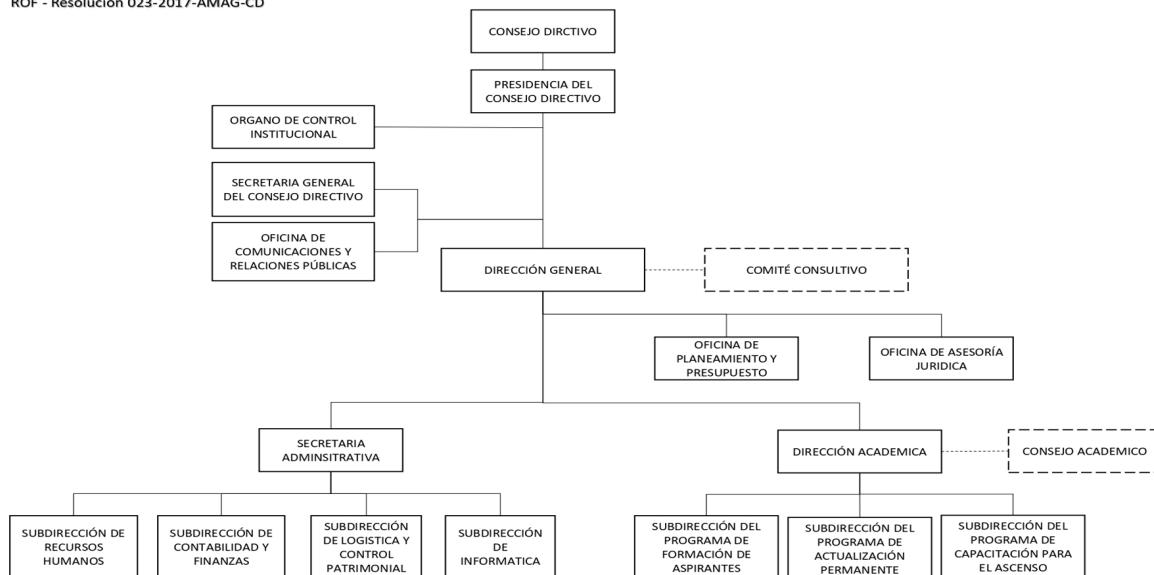 ROF - Resolución 023-2017-AMAG-CD
CONSEJO DIRCTIVO
PRESIDENCIA DEL
CONSEJO DIRECTIVO
ORGANO DE CONTROL
INSTITUCIONAL
SECRETARIA GENERAL
DEL CONSEJO DIRECTIVO
OFICINA DE
COMUNICACIONES Y
RELACIONES PÚBLICAS
DIRECCIÓN GENERAL
COMITÉ CONSULTIVO
OFICINA DE
PLANEAMIENTO Y
PRESUPUESTO
OFICINA DE ASESORÍA
JURIDICA
SECRETARIA
ADMINSITRATIVA
DIRECCIÓN ACADEMICA
CONSEJO ACADEMICO
SUBDIRECCIÓN DE
RECURSOS
HUMANOS
SUBDIRECCIÓN DE
CONTABILIDAD Y
FINANZAS
SUBDIRECCIÓN
DE LOGISTICA Y
CONTROL
PATRIMONIAL
SUBDIRECCIÓN
DE
INFORMATICA
SUBDIRECCIÓN DEL
PROGRAMA DE
FORMACIÓN DE
ASPIRANTES
SUBDIRECCIÓN DEL
PROGRAMA DE
ACTUALIZACIÓN
PERMANENTE
SUBDIRECCIÓN DEL
PROGRAMA DE
CAPACITACIÓN PARA
EL ASCENSO